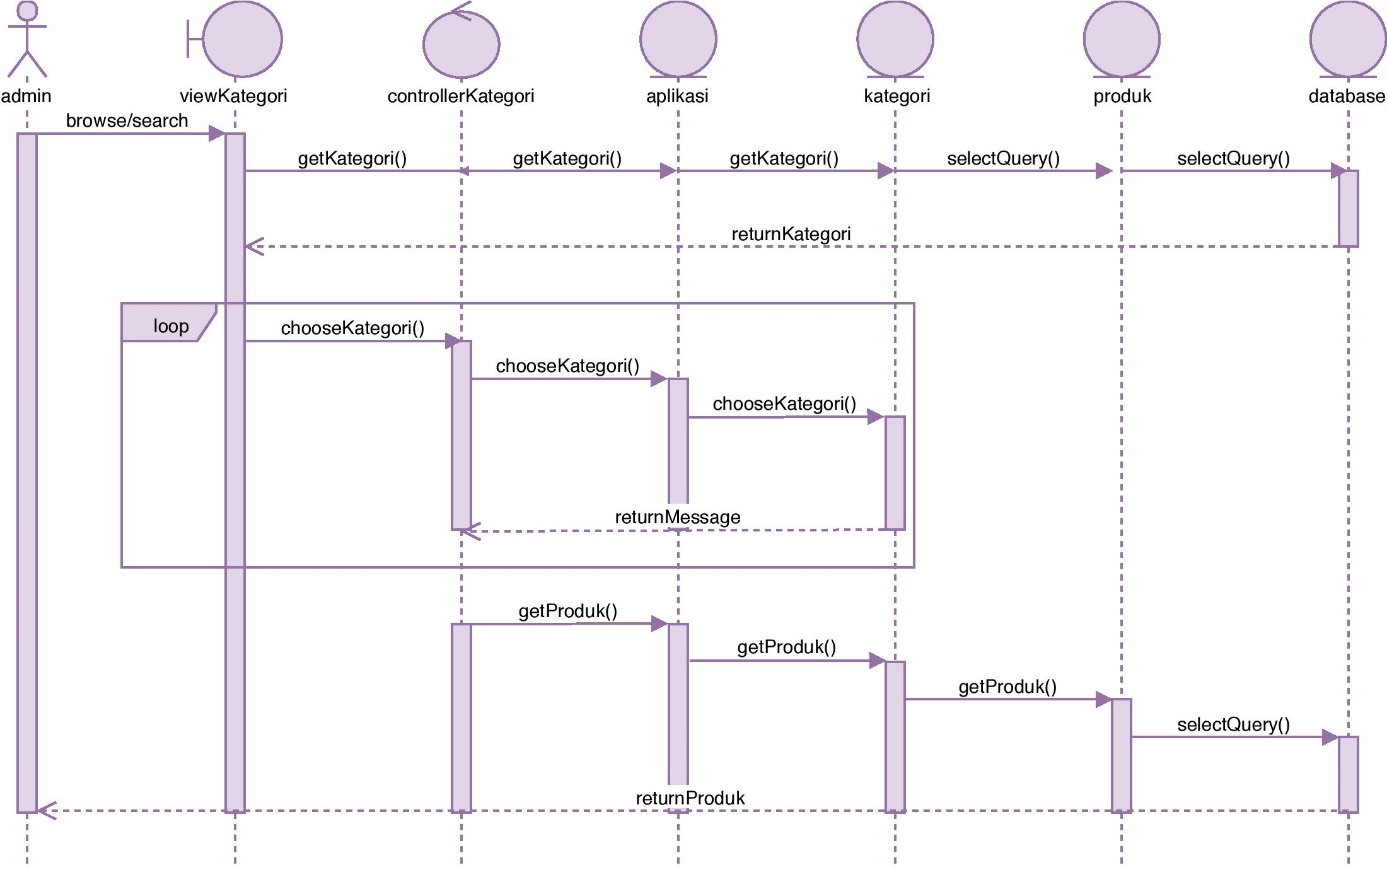 admin
viewKategori
controllerKategori
aplikasi
kategori
produk
database
browse/search
getKategori()
getKategori()
getKategori()
selectQuery()
selectQuery()
returnKategori
loop
chooseKategori()
chooseKategori()
chooseKategori()
returnMessage
getProduk()
getProduk()
getProduk()
selectQuery()
returnProduk